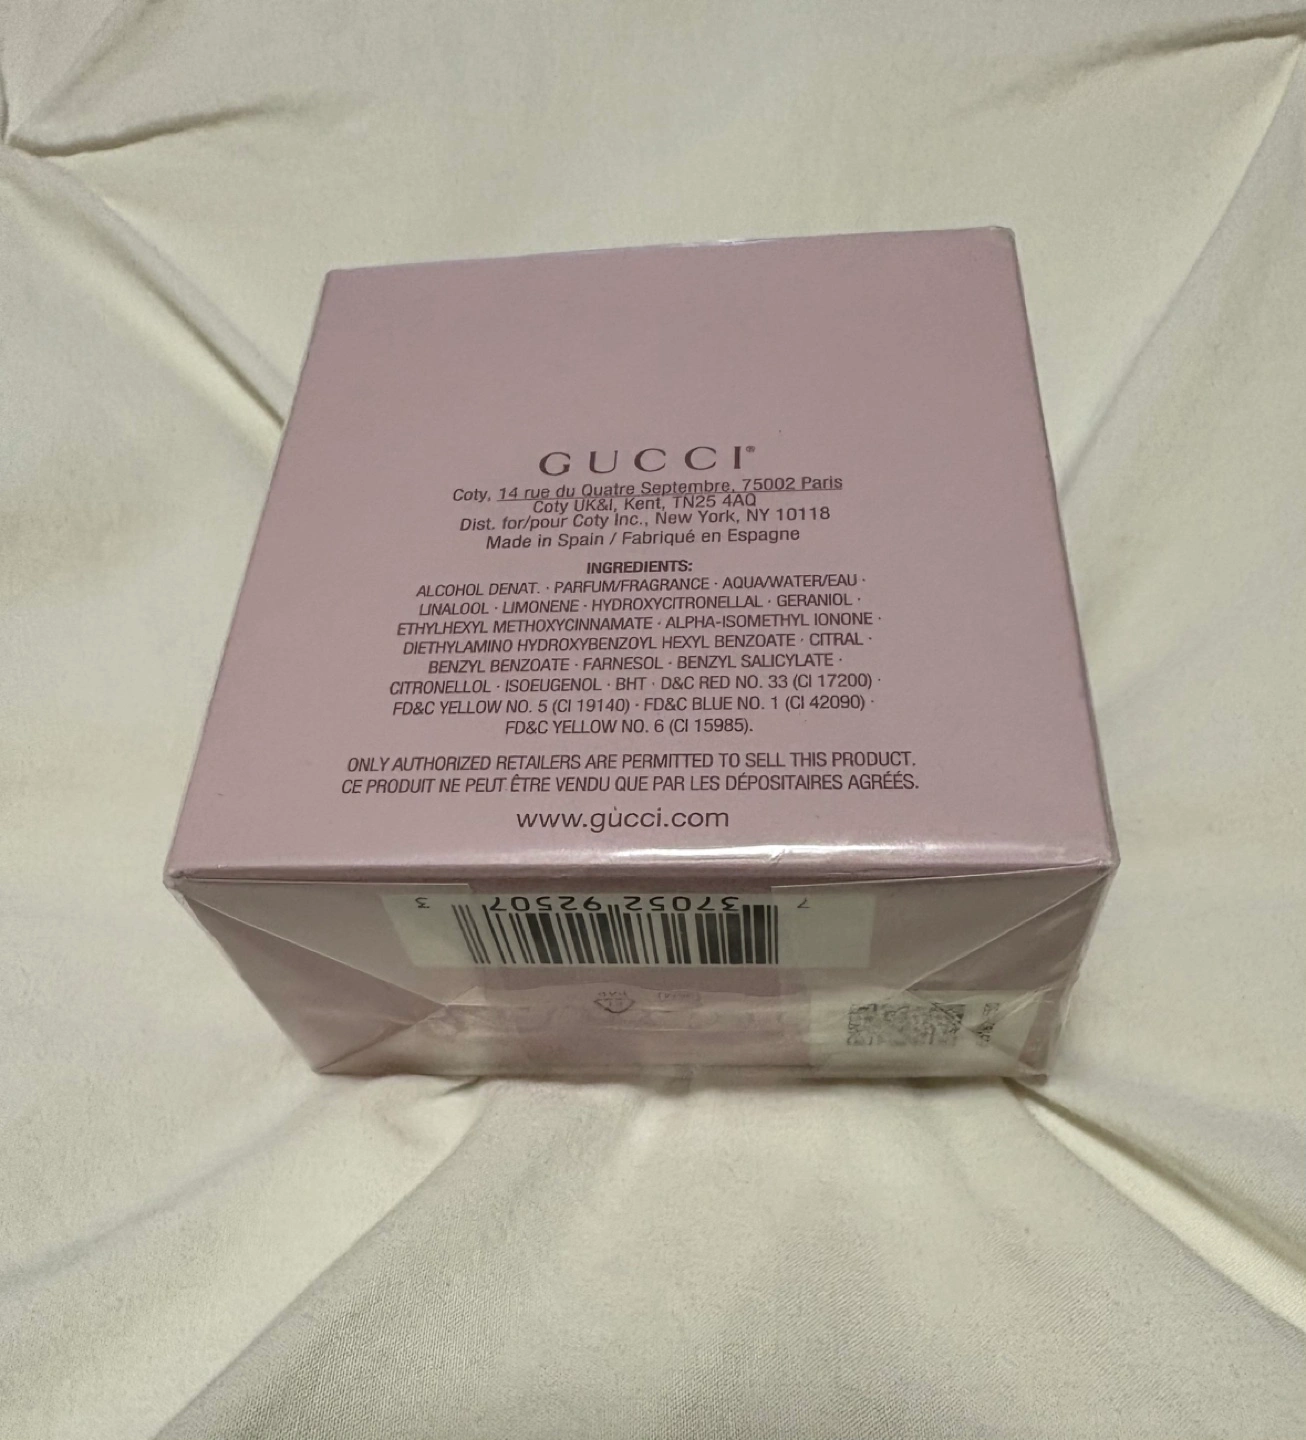 GUCCI®
Coty, 14 rue du Quatre Septembre, 75002 Paris
Coty UK&I, Kent, TN25 4AQ
Dist. for/pour Coty Inc., New York, NY 10118
Made in Spain / Fabriqué en Espagne
INGREDIENTS:
ALCOHOL DENAT. · PARFUM/FRAGRANCE · AQUA/WATER/EAU ·
LINALOOL · LIMONENE · HYDROXYCITRONELLAL · GERANIOL ·
ETHYLHEXYL METHOXYCINNAMATE · ALPHA-ISOMETHYL IONONE ·
DIETHYLAMINO HYDROXYBENZOYL HEXYL BENZOATE · CITRAL ·
BENZYL BENZOATE · FARNESOL · BENZYL SALICYLATE ·
CITRONELLOL · ISOEUGENOL · BHT · D&C RED NO. 33 (CI 17200) ·
FD&C YELLOW NO. 5 (CI 19140) · FD&C BLUE NO. 1 (CI 42090) ·
FD&C YELLOW NO. 6 (CI 15985).
ONLY AUTHORIZED RETAILERS ARE PERMITTED TO SELL THIS PRODUCT.
CE PRODUIT NE PEUT ÊTRE VENDU QUE PAR LES DÉPOSITAIRES AGRÉÉS.
www.gucci.com
7 37052 92507 3